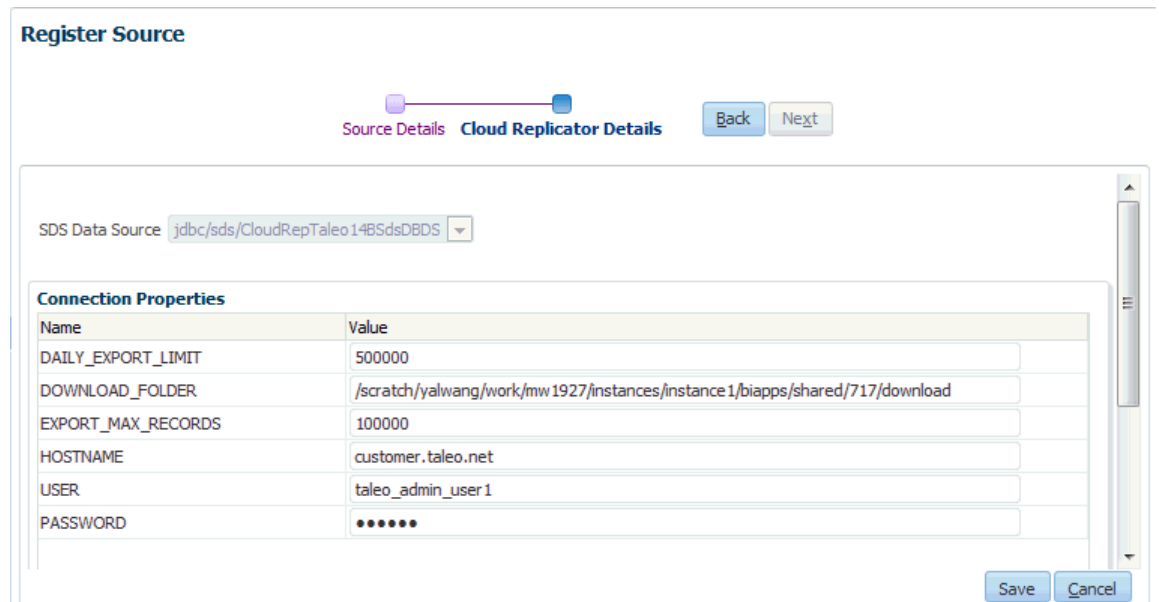 Register Source
Source Details Cloud Replicator Details Back Next
SDS Data Source jdbc/sds/CloudRepTaleo14BSdsDBDS
Connection Properties
Name Value
DAILY_EXPORT_LIMIT 500000
DOWNLOAD_FOLDER /scratch/yalwang/work/mw1927/instances/instance1/biapps/shared/717/download
EXPORT_MAX_RECORDS 100000
HOSTNAME customer.taleo.net
USER taleo_admin_user1
PASSWORD ●●●●●●
Save Cancel